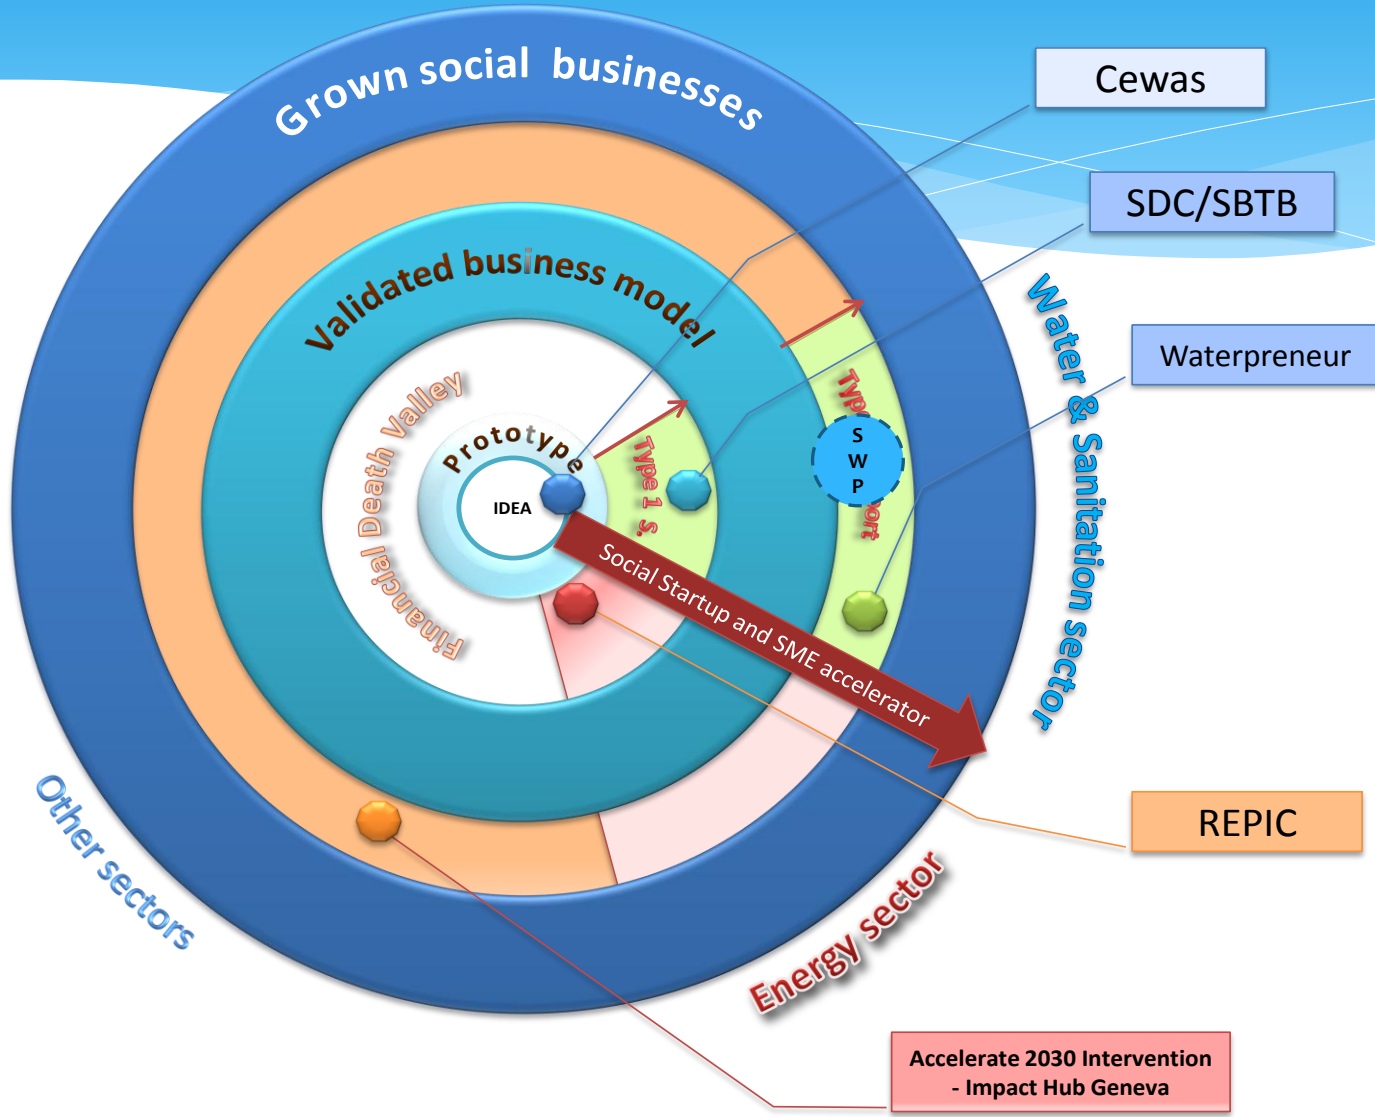 Grown social businesses
Cewas
SDC/SBTB
Validated business model
Water & Sanitation sector
Waterpreneur
Financial Death Valley
Prototype
IDEA
Type 1 s.
S
W
P
Social Startup and SME accelerator
REPIC
Other sectors
Energy sector
Accelerate 2030 Intervention
- Impact Hub Geneva